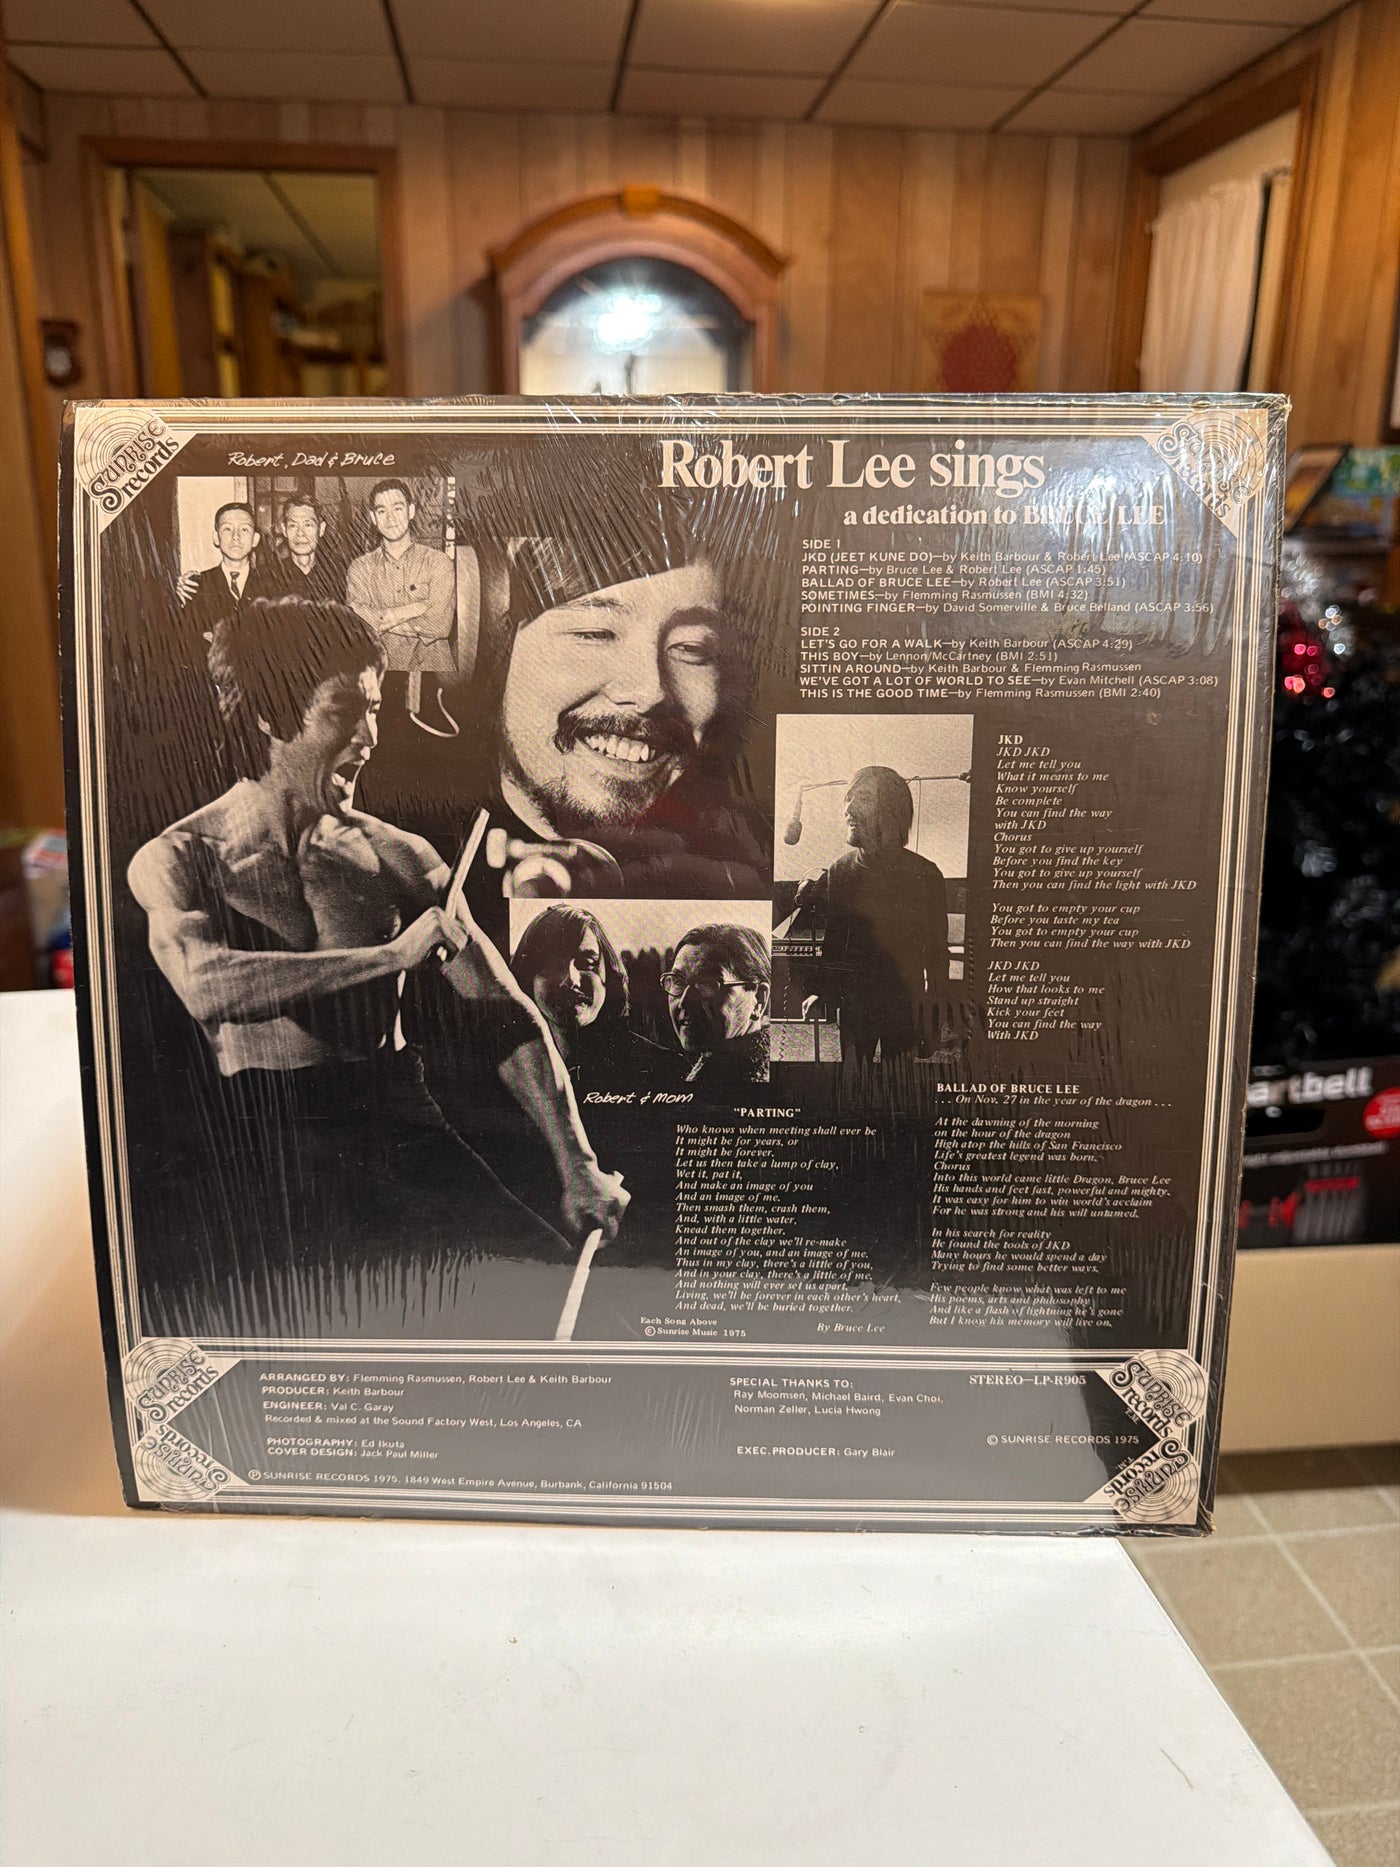 Sunrise records
Sunrise records
Robert, Dad & Bruce
Robert Lee sings
a dedication to BRUCE LEE
SIDE 1
JKD (JEET KUNE DO)—by Keith Barbour & Robert Lee (ASCAP 4:10)
PARTING—by Bruce Lee & Robert Lee (ASCAP 1:45)
BALLAD OF BRUCE LEE—by Robert Lee (ASCAP 3:51)
SOMETIMES—by Flemming Rasmussen (BMI 4:32)
POINTING FINGER—by David Somerville & Bruce Belland (ASCAP 3:56)
SIDE 2
LET'S GO FOR A WALK—by Keith Barbour (ASCAP 4:29)
THIS BOY—by Lennon/McCartney (BMI 2:51)
SITTIN AROUND—by Keith Barbour & Flemming Rasmussen
WE'VE GOT A LOT OF WORLD TO SEE—by Evan Mitchell (ASCAP 3:08)
THIS IS THE GOOD TIME—by Flemming Rasmussen (BMI 2:40)
JKD
JKD JKD
Let me tell you
What it means to me
Know yourself
Be complete
You can find the way
with JKD
Chorus
You got to give up yourself
Before you find the key
You got to give up yourself
Then you can find the light with JKD
You got to empty your cup
Before you taste my tea
You got to empty your cup
Then you can find the way with JKD
JKD JKD
Let me tell you
How that looks to me
Stand up straight
Kick your feet
You can find the way
With JKD
Robert & Mom
"PARTING"
Who knows when meeting shall ever be
It might be for years, or
It might be forever.
Let us then take a lump of clay,
Wet it, pat it,
And make an image of you
And an image of me.
Then smash them, crash them,
And, with a little water,
Knead them together.
And out of the clay we'll re-make
An image of you, and an image of me.
Thus in my clay, there's a little of you,
And in your clay, there's a little of me.
And nothing will ever set us apart.
Living, we'll be forever in each other's heart,
And dead, we'll be buried together.
By Bruce Lee
Each Song Above
© Sunrise Music 1975
BALLAD OF BRUCE LEE
. . . On Nov. 27 in the year of the dragon . . .
At the dawning of the morning
on the hour of the dragon
High atop the hills of San Francisco
Life's greatest legend was born.
Chorus
Into this world came little Dragon, Bruce Lee
His hands and feet fast, powerful and mighty.
It was easy for him to win world's acclaim
For he was strong and his will untamed.
In his search for reality
He found the tools of JKD
Many hours he would spend a day
Trying to find some better ways.
Few people know what was left to me
His poems, arts and philosophy
And like a flash of lightning he's gone
But I know his memory will live on.
Sunrise records
Sunrise records
ARRANGED BY: Flemming Rasmussen, Robert Lee & Keith Barbour
PRODUCER: Keith Barbour
ENGINEER: Val C. Garay
Recorded & mixed at the Sound Factory West, Los Angeles, CA
PHOTOGRAPHY: Ed Ikuta
COVER DESIGN: Jack Paul Miller
℗ SUNRISE RECORDS 1975. 1849 West Empire Avenue, Burbank, California 91504
SPECIAL THANKS TO:
Ray Moomsen, Michael Baird, Evan Choi,
Norman Zeller, Lucia Hwong
EXEC. PRODUCER: Gary Blair
STEREO—LP-R905
© SUNRISE RECORDS 1975
Sunrise records
Sunrise records